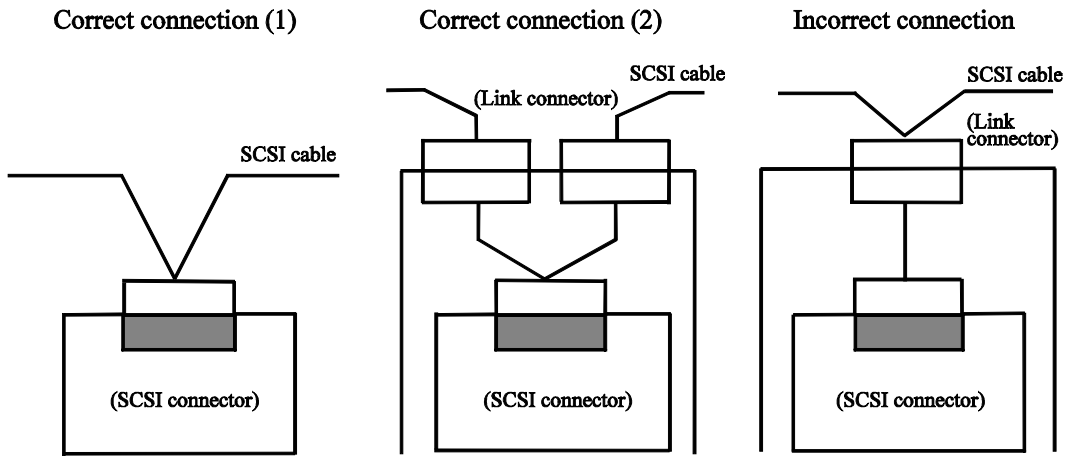 Correct connection (1)
SCSI cable
(SCSI connector)
Correct connection (2)
SCSI cable
(Link connector)
(SCSI connector)
Incorrect connection
SCSI cable
(Link
connector)
(SCSI connector)